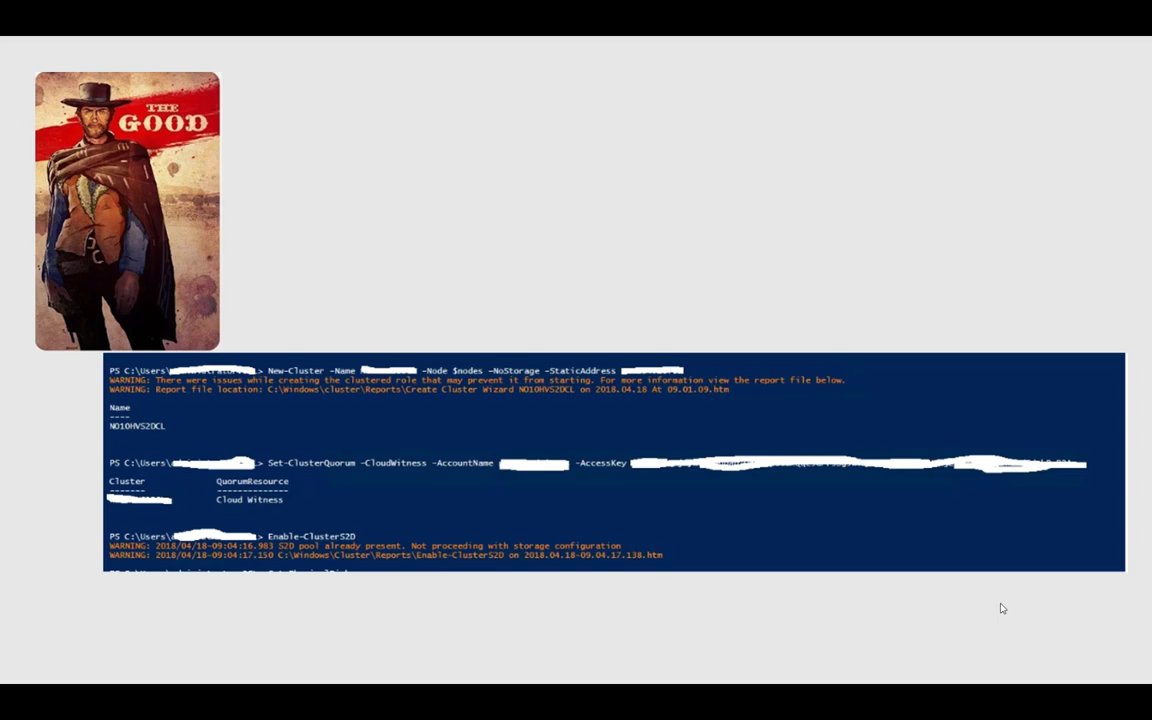 THE
GOOD
PS C:\Users\ > New-Cluster -Name -Node $nodes -NoStorage -StaticAddress
WARNING: There were issues while creating the clustered role that may prevent it from starting. For more information view the report file below.
WARNING: Report file location: C:\Windows\cluster\Reports\Create Cluster Wizard NO10HVS2DCL on 2018.04.18 At 09.01.09.htm
Name
----
NO10HVS2DCL
PS C:\Users\ > Set-ClusterQuorum -CloudWitness -AccountName -AccessKey
Cluster QuorumResource
------- --------------
Cloud Witness
PS C:\Users\ > Enable-ClusterS2D
WARNING: 2018/04/18-09:04:16.983 S2D pool already present. Not proceeding with storage configuration
WARNING: 2018/04/18-09:04:17.150 C:\Windows\Cluster\Reports\Enable-ClusterS2D on 2018.04.18-09.04.17.138.htm